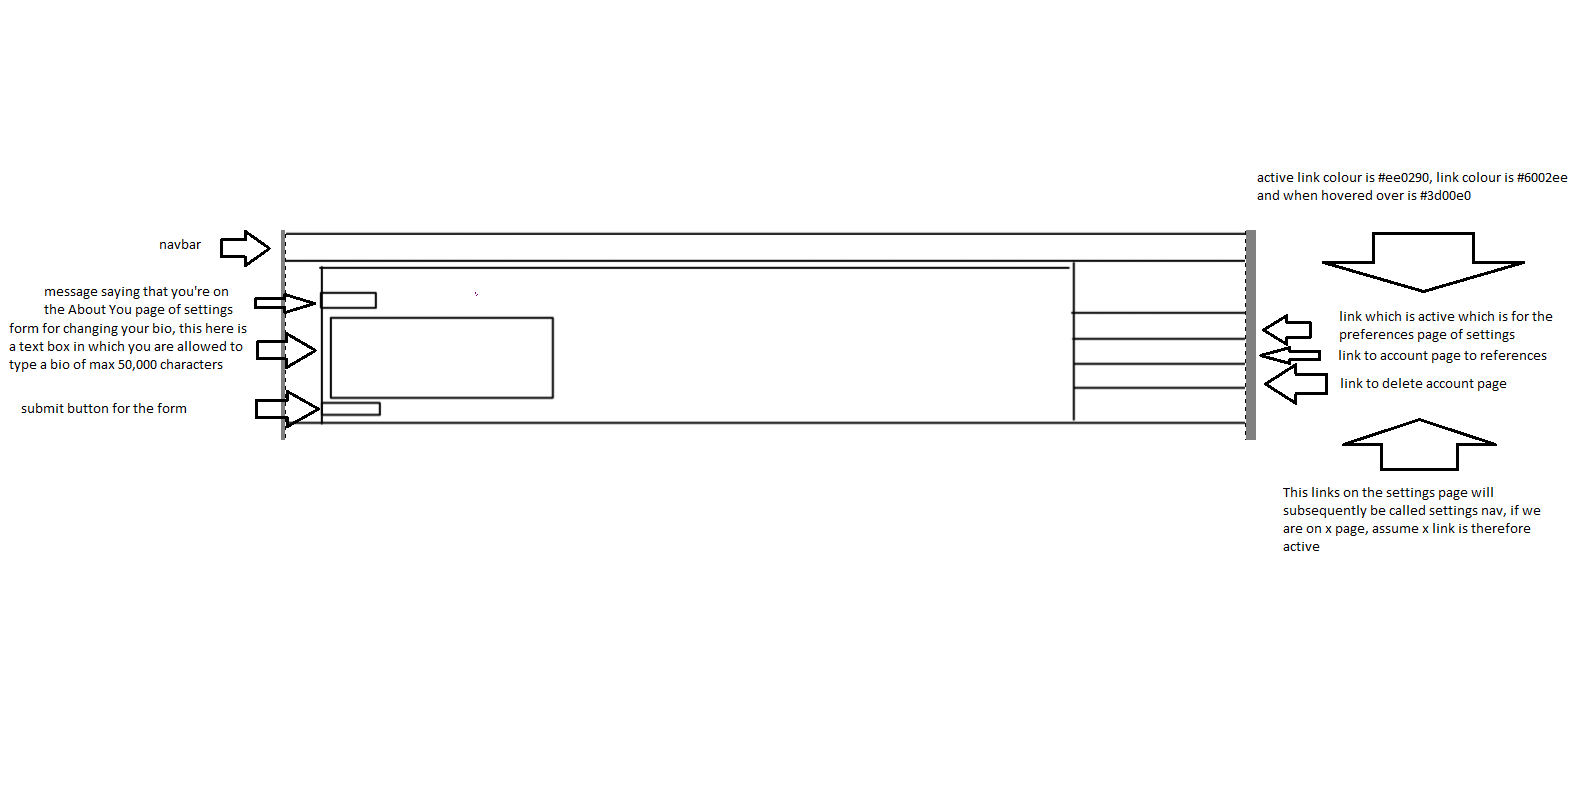 active link colour is #ee0290, link colour is #6002ee
and when hovered over is #3d00e0
navbar
message saying that you're on
the About You page of settings
form for changing your bio, this here is
a text box in which you are allowed to
type a bio of max 50,000 characters
submit button for the form
link which is active which is for the
preferences page of settings
link to account page to references
link to delete account page
This links on the settings page will
subsequently be called settings nav, if we
are on x page, assume x link is therefore
active